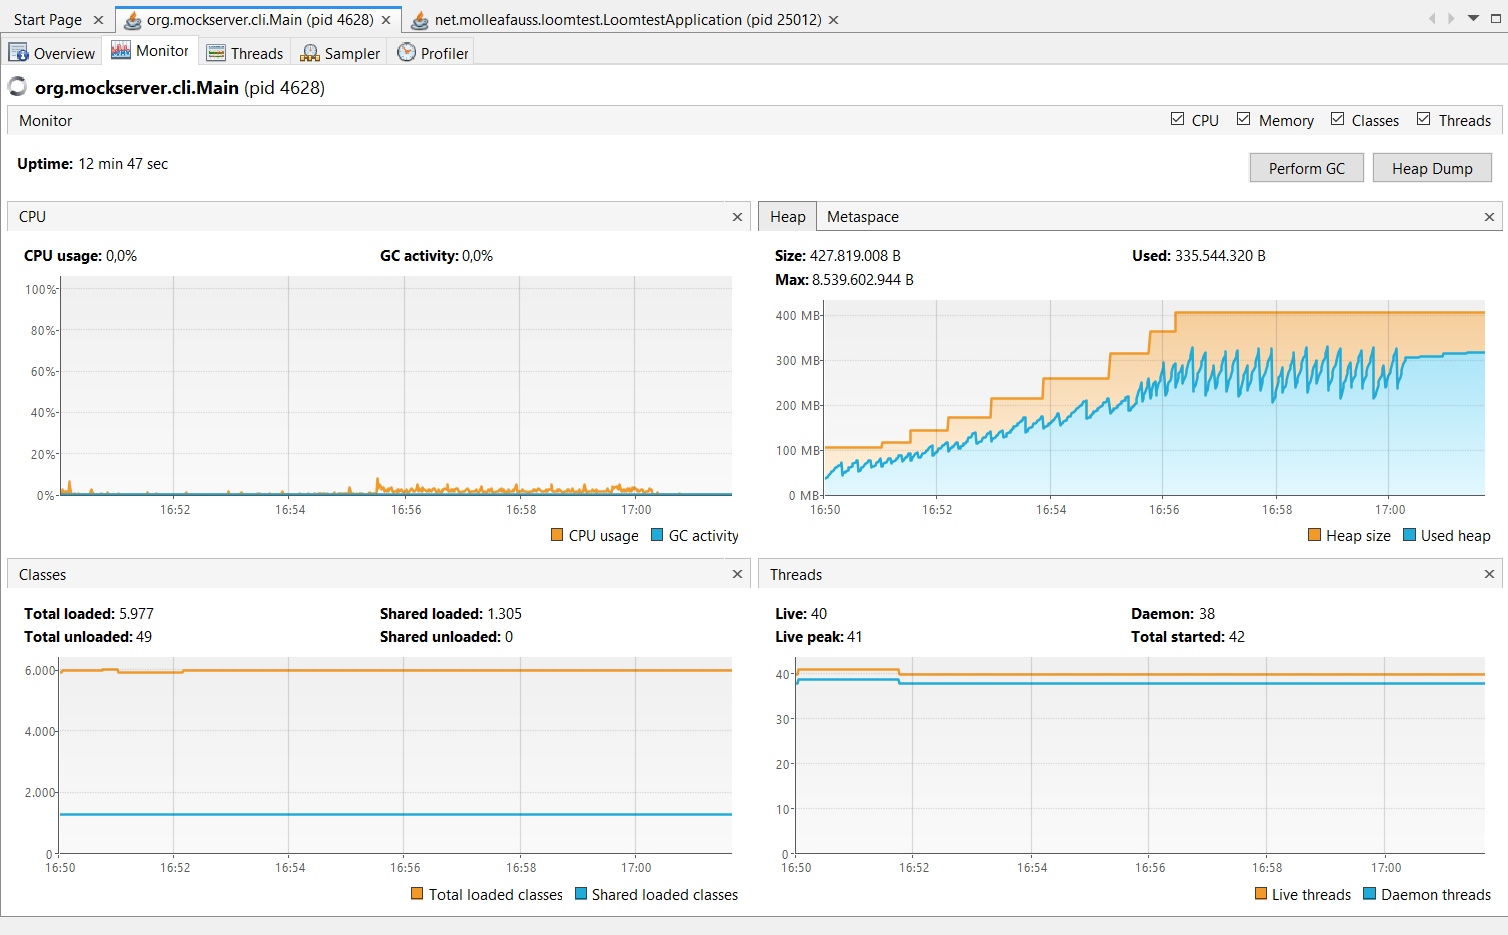 Start Page
org.mockserver.cli.Main (pid 4628)
net.molleafauss.loomtest.LoomtestApplication (pid 25012)
Overview
Monitor
Threads
Sampler
Profiler
org.mockserver.cli.Main (pid 4628)
Monitor
CPU
Memory
Classes
Threads
Uptime: 12 min 47 sec
Perform GC
Heap Dump
CPU
CPU usage: 0,0%
GC activity: 0,0%
100%
80%
60%
40%
20%
0%
16:52
16:54
16:56
16:58
17:00
CPU usage
GC activity
Heap
Metaspace
Size: 427.819.008 B
Used: 335.544.320 B
Max: 8.539.602.944 B
400 MB
300 MB
200 MB
100 MB
0 MB
16:50
16:52
16:54
16:56
16:58
17:00
Heap size
Used heap
Classes
Total loaded: 5.977
Shared loaded: 1.305
Total unloaded: 49
Shared unloaded: 0
6.000
4.000
2.000
0
16:50
16:52
16:54
16:56
16:58
17:00
Total loaded classes
Shared loaded classes
Threads
Live: 40
Daemon: 38
Live peak: 41
Total started: 42
40
30
20
10
0
16:50
16:52
16:54
16:56
16:58
17:00
Live threads
Daemon threads